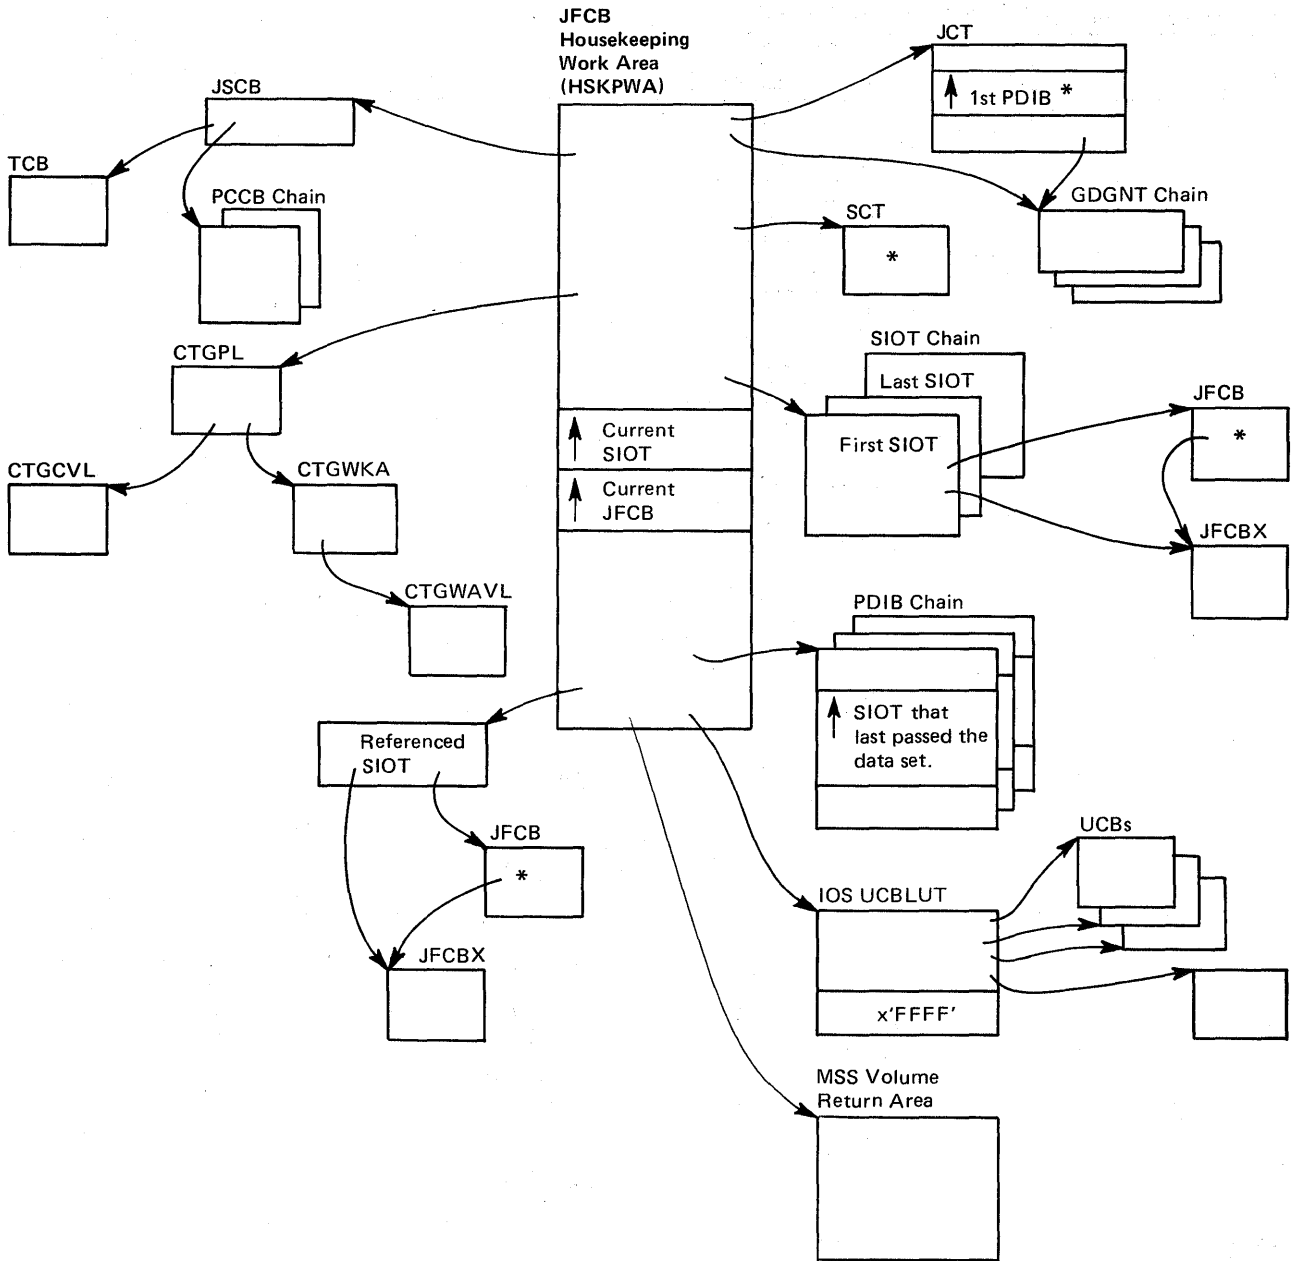 JFCB
Housekeeping
Work Area
(HSKPWA)
JCT
1st PDIB *
JSCB
TCB
PCCB Chain
GDGNT Chain
SCT
*
SIOT Chain
Last SIOT
First SIOT
CTGPL
JFCB
*
Current
SIOT
CTGCVL
CTGWKA
Current
JFCB
JFCBX
CTGWAVL
PDIB Chain
SIOT that
last passed the
data set.
Referenced
SIOT
JFCB
*
UCBs
IOS UCBLUT
JFCBX
x'FFFF'
MSS Volume
Return Area